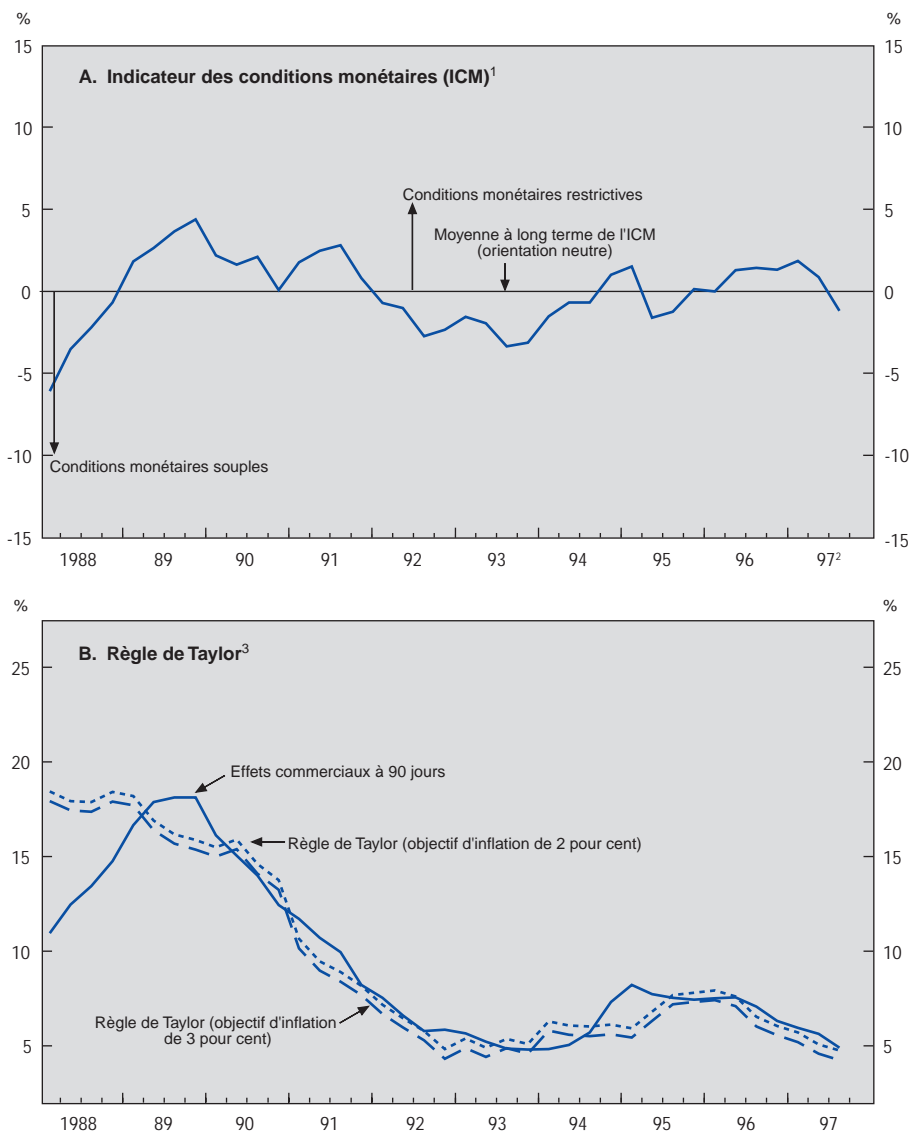 % %
A. Indicateur des conditions monétaires (ICM)1
15 15
10 10
Conditions monétaires restrictives
5 5
Moyenne à long terme de l'ICM
(orientation neutre)
0 0
-5 -5
-10 -10
Conditions monétaires souples
-15 -15
1988 89 90 91 92 93 94 95 96 972
% %
B. Règle de Taylor3
25 25
20 20
Effets commerciaux à 90 jours
Règle de Taylor (objectif d'inflation de 2 pour cent)
15 15
10 10
Règle de Taylor (objectif d'inflation
de 3 pour cent)
5 5
1988 89 90 91 92 93 94 95 96 97